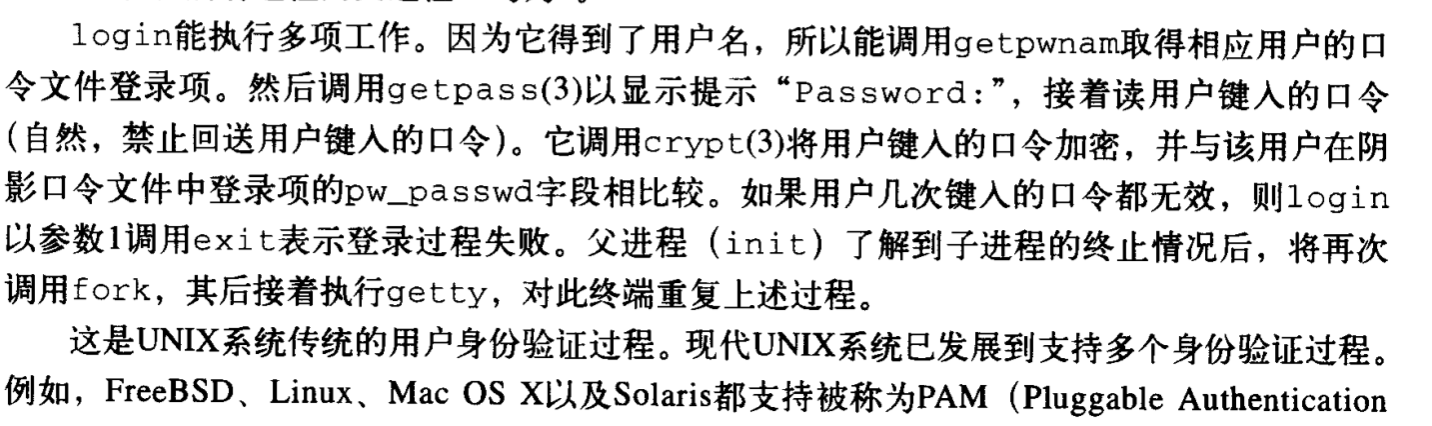 login能执行多项工作。因为它得到了用户名，所以能调用getpwnam取得相应用户的口
令文件登录项。然后调用getpass(3)以显示提示“Password:”，接着读用户键入的口令
(自然，禁止回送用户键入的口令)。它调用crypt(3)将用户键入的口令加密，并与该用户在阴
影口令文件中登录项的pw_passwd字段相比较。如果用户几次键入的口令都无效，则login
以参数1调用exit表示登录过程失败。父进程（init）了解到子进程的终止情况后，将再次
调用fork，其后接着执行getty，对此终端重复上述过程。
这是UNIX系统传统的用户身份验证过程。现代UNIX系统已发展到支持多个身份验证过程。
例如，FreeBSD、Linux、Mac OS X以及Solaris都支持被称为PAM（Pluggable Authentication